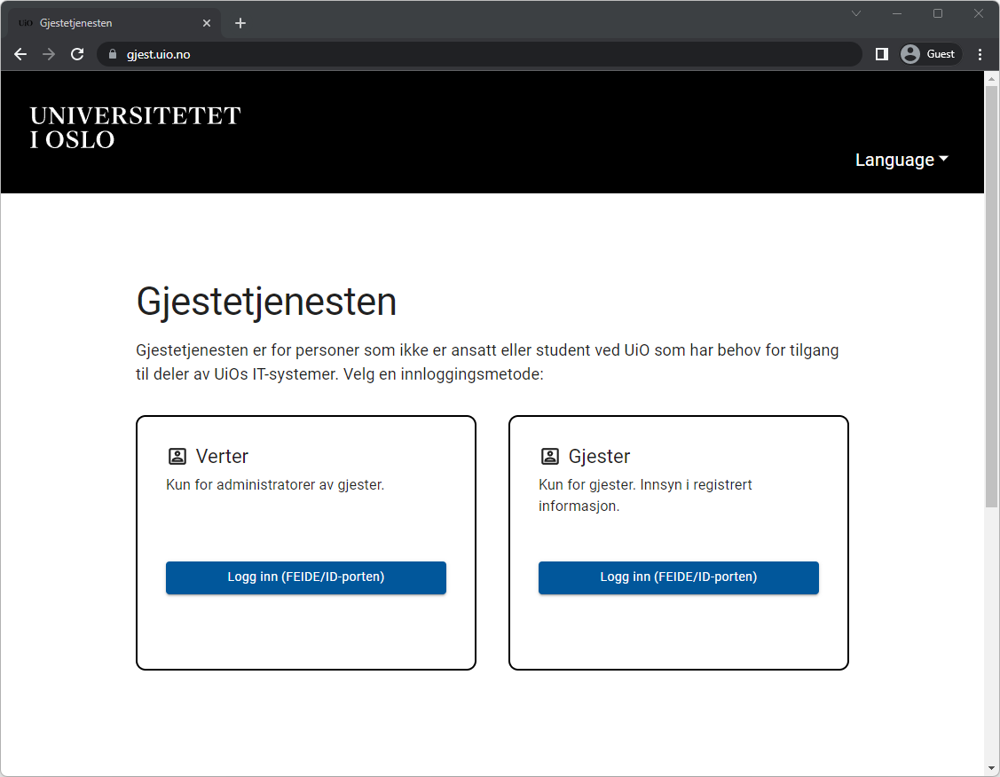 UiO Gjestetjenesten
gjest.uio.no
Guest
UNIVERSITETET
I OSLO
Language
Gjestetjenesten
Gjestetjenesten er for personer som ikke er ansatt eller student ved UiO som har behov for tilgang
til deler av UiOs IT-systemer. Velg en innloggingsmetode:
Verter
Kun for administratorer av gjester.
Logg inn (FEIDE/ID-porten)
Gjester
Kun for gjester. Innsyn i registrert
informasjon.
Logg inn (FEIDE/ID-porten)